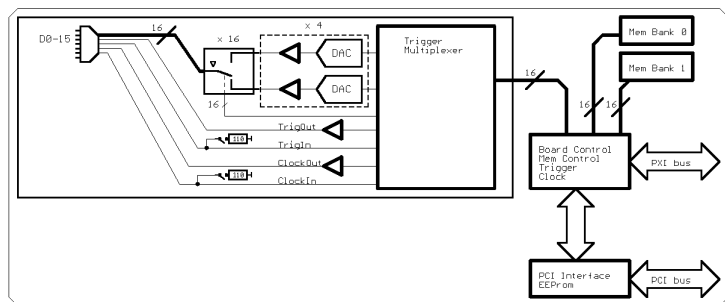 16
× 16
× 4
D0-15
DAC
DAC
16
TrigOut
110
TrigIn
ClockOut
110
ClockIn
Trigger
Multiplexer
16
Mem Bank 0
Mem Bank 1
16
16
Board Control
Mem Control
Trigger
Clock
PXI bus
PCI Interface
EEProm
PCI bus